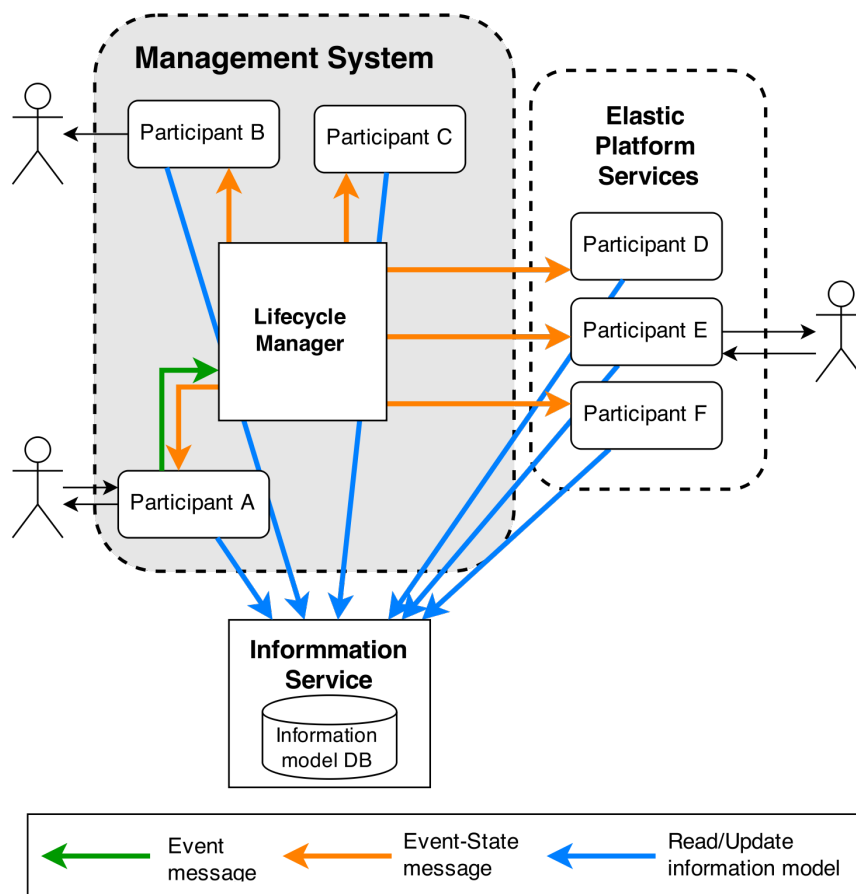 Management System
Participant B
Participant C
Elastic
Platform
Services
Participant D
Lifecycle
Manager
Participant E
Participant F
Participant A
Informmation
Service
Information
model DB
Event
message
Event-State
message
Read/Update
information model